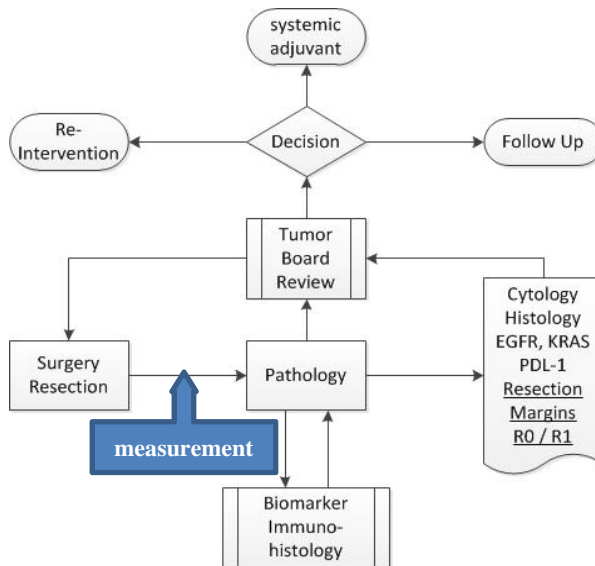 systemic
adjuvant
Re-
Intervention
Decision
Follow Up
Tumor
Board
Review
Surgery
Resection
Pathology
Cytology
Histology
EGFR, KRAS
PDL-1
Resection
Margins
R0 / R1
measurement
Biomarker
Immuno-
histology